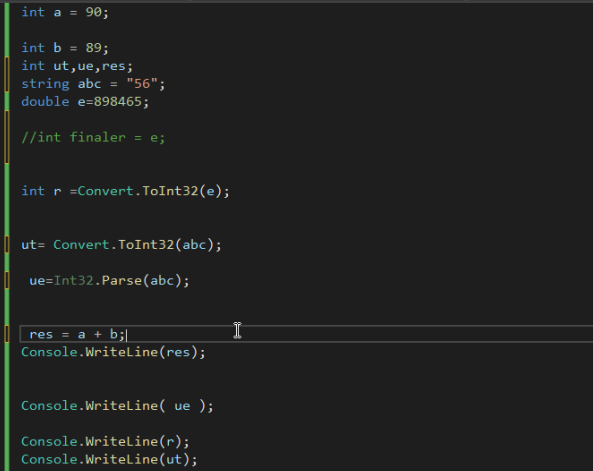 int a = 90;
int b = 89;
int ut,ue,res;
string abc = "56";
double e=898465;
//int finaler = e;
int r =Convert.ToInt32(e);
ut= Convert.ToInt32(abc);
ue=Int32.Parse(abc);
res = a + b;
Console.WriteLine(res);
Console.WriteLine( ue );
Console.WriteLine(r);
Console.WriteLine(ut);